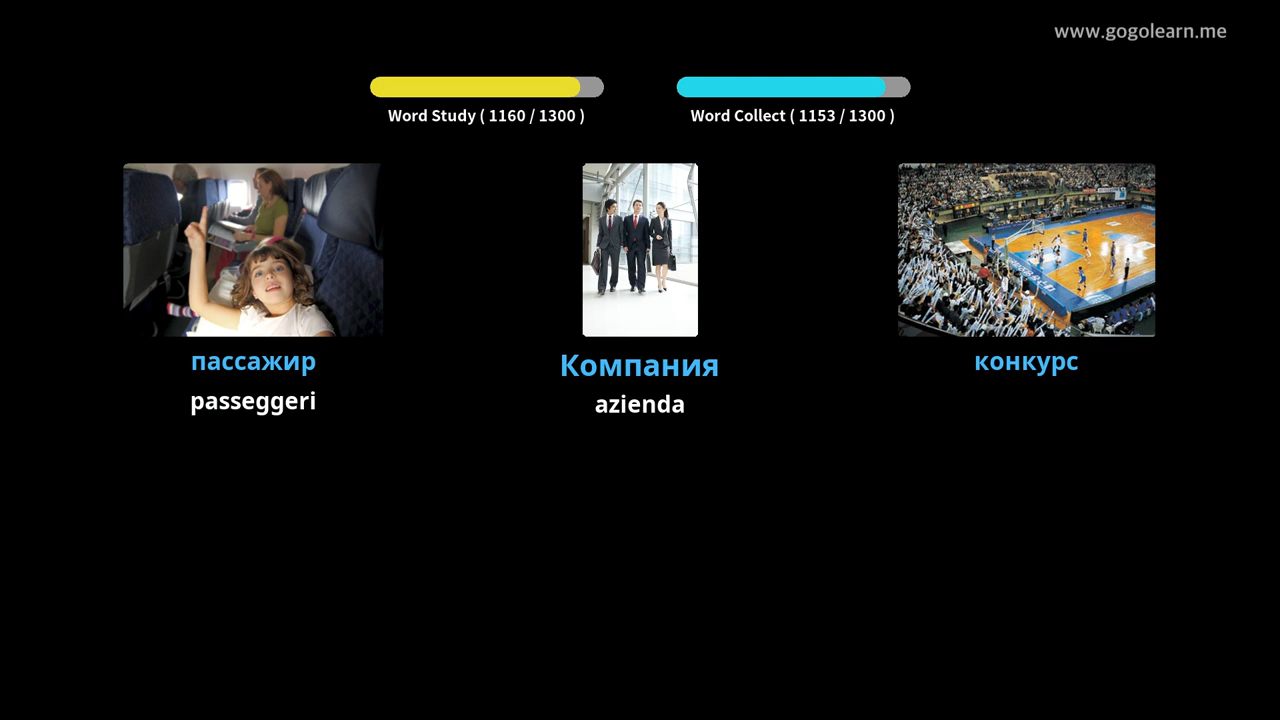 www.gogolearn.me
Word Study ( 1160 / 1300 )
Word Collect ( 1153 / 1300 )
пассажир
Компания
конкурс
passeggeri
azienda